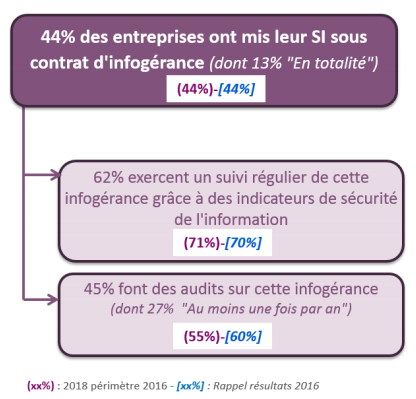 44% des entreprises ont mis leur SI sous
contrat d'infogérance (dont 13% "En totalité")
(44%)-[44%]
62% exercent un suivi régulier de cette
infogérance grâce à des indicateurs de sécurité
de l'information
(71%)-[70%]
45% font des audits sur cette infogérance
(dont 27% "Au moins une fois par an")
(55%)-[60%]
(xx%) : 2018 périmètre 2016 - [xx%] : Rappel résultats 2016